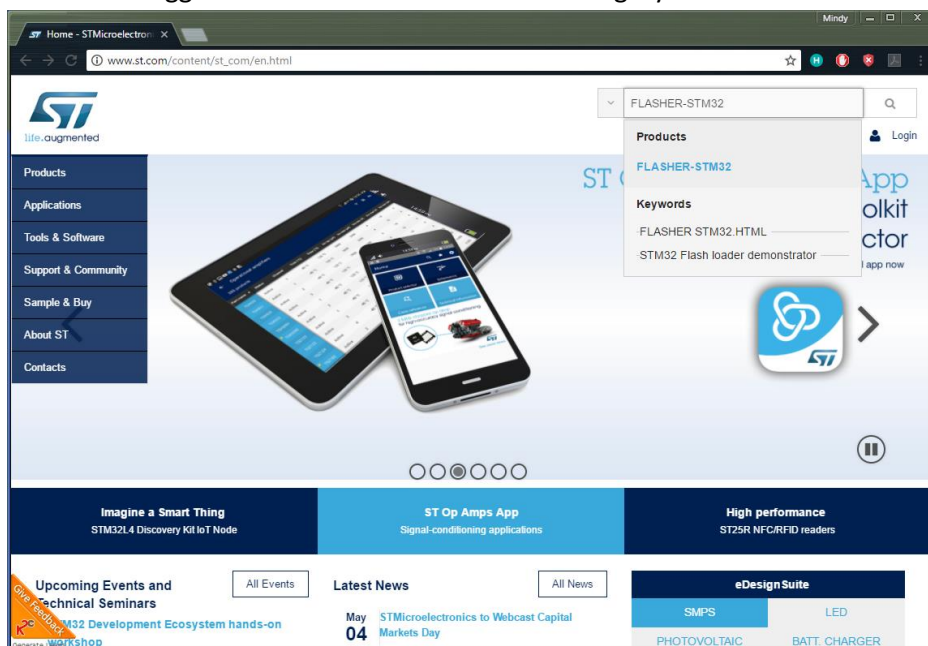 Mindy
Home - STMicroelectron
www.st.com/content/st_com/en.html
ST
life.augmented
FLASHER-STM32
Login
Products
FLASHER-STM32
Keywords
FLASHER STM32.HTML
STM32 Flash loader demonstrator
Products
Applications
Tools & Software
Support & Community
Sample & Buy
About ST
Contacts
ST
App
olkit
ctor
app now
Imagine a Smart Thing
STM32L4 Discovery Kit IoT Node
ST Op Amps App
Signal-conditioning applications
High performance
ST25R NFC/RFID readers
Upcoming Events and
Technical Seminars
All Events
STM32 Development Ecosystem hands-on
workshop
Give Feedback
Latest News
All News
May
04
STMicroelectronics to Webcast Capital
Markets Day
eDesignSuite
SMPS
LED
PHOTOVOLTAIC
BATT. CHARGER